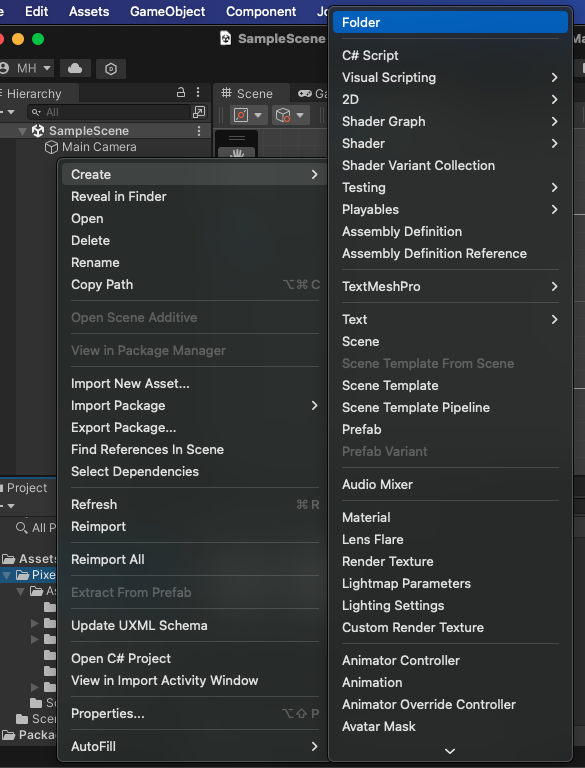 Edit Assets GameObject Component
SampleScene
MH
Hierarchy
All
SampleScene
Main Camera
Scene
Create
Reveal in Finder
Open
Delete
Rename
Copy Path ⌥⌘C
Open Scene Additive
View in Package Manager
Import New Asset...
Import Package
Export Package...
Find References In Scene
Select Dependencies
Refresh ⌘R
Reimport
Reimport All
Extract From Prefab
Update UXML Schema
Open C# Project
View in Import Activity Window
Properties... ⌥⇧P
AutoFill
Folder
C# Script
Visual Scripting
2D
Shader Graph
Shader
Shader Variant Collection
Testing
Playables
Assembly Definition
Assembly Definition Reference
TextMeshPro
Text
Scene
Scene Template From Scene
Scene Template
Scene Template Pipeline
Prefab
Prefab Variant
Audio Mixer
Material
Lens Flare
Render Texture
Lightmap Parameters
Lighting Settings
Custom Render Texture
Animator Controller
Animation
Animator Override Controller
Avatar Mask
Project
All P
Assets
Pixe
As
Sc
Scen
Packa